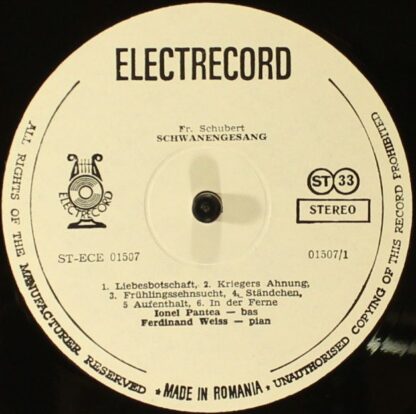 ELECTRECORD
Fr. Schubert
SCHWANENGESANG
ELECTRECORD
ST 33
STEREO
ST-ECE 01507
01507/1
1. Liebesbotschaft, 2. Kriegers Ahnung,
3. Frühlingssehnsucht, 4. Ständchen,
5 Aufenthalt, 6. In der Ferne
Ionel Pantea — bas
Ferdinand Weiss — pian
ALL RIGHTS OF THE MANUFACTURER RESERVED * MADE IN ROMANIA * UNAUTHORISED COPYING OF THIS RECORD PROHIBITED